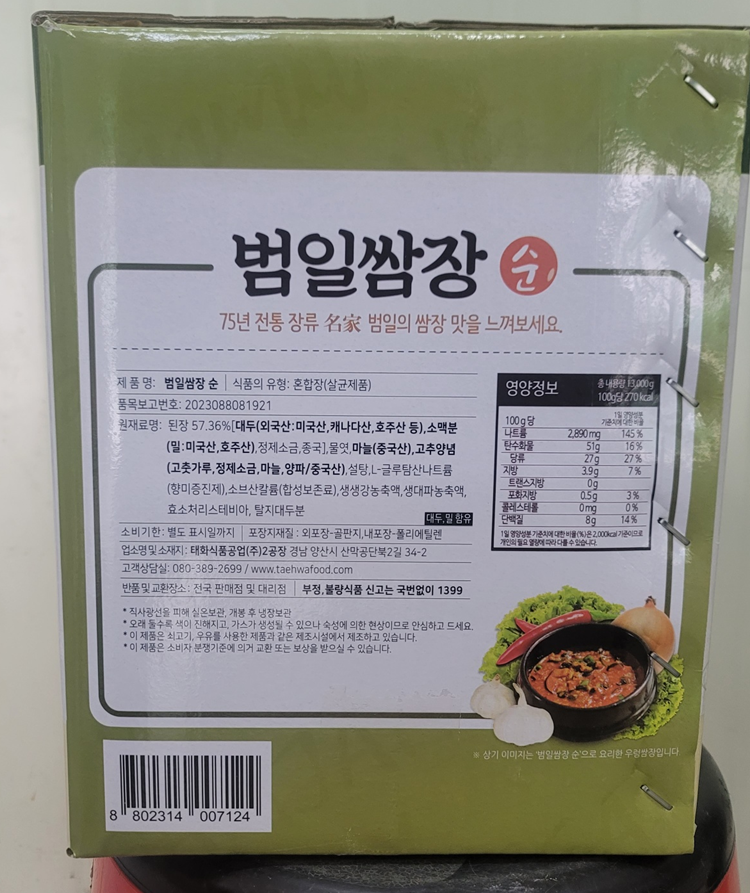 범일쌈장 순
75년 전통 장류 名家 범일의 쌈장 맛을 느껴보세요.
제 품 명: 범일쌈장 순 식품의 유형: 혼합장(살균제품)
품목보고번호: 2023088081921
원재료명: 된장 57.36%[대두(외국산: 미국산,캐나다산,호주산 등),소맥분
(밀:미국산,호주산),정제소금,종국],물엿,마늘(중국산),고추양념
(고춧가루,정제소금,마늘,양파/중국산),설탕,L-글루탐산나트륨
(향미증진제),소브산칼륨(합성보존료),생생강농축액,생대파농축액,
효소처리스테비아, 탈지대두분
대두,밀 함유
소비기한: 별도 표시일까지 포장지재질: 외포장-골판지,내포장-폴리에틸렌
업소명 및 소재지: 태화식품공업(주)2공장 경남 양산시 산막공단북2길 34-2
고객상담실: 080-389-2699 / www.taehwafood.com
반품 및 교환장소: 전국 판매점 및 대리점 부정,불량식품 신고는 국번없이 1399
* 직사광선을 피해 실온보관, 개봉 후 냉장보관
* 오래 둘수록 색이 진해지고, 가스가 생성될 수 있으나 숙성에 의한 현상이므로 안심하고 드세요.
* 이 제품은 쇠고기, 우유를 사용한 제품과 같은 제조시설에서 제조하고 있습니다.
* 이 제품은 소비자 분쟁기준에 의거 교환 또는 보상을 받으실 수 있습니다.
영양정보 총 내용량 13,000g
100g당 270 kcal
100g당 1일 영양성분 기준치에 대한 비율
나트륨 2,890mg 145%
탄수화물 51g 16%
당류 27g 27%
지방 3.9g 7%
트랜스지방 0g
포화지방 0.5g 3%
콜레스테롤 0mg 0%
단백질 8g 14%
1일 영양성분 기준치에 대한 비율(%)은 2,000kcal 기준이므로
개인의 필요 열량에 따라 다를 수 있습니다.
※ 상기 이미지는 '범일쌈장 순'으로 요리한 우렁쌈장입니다
8 802314 007124